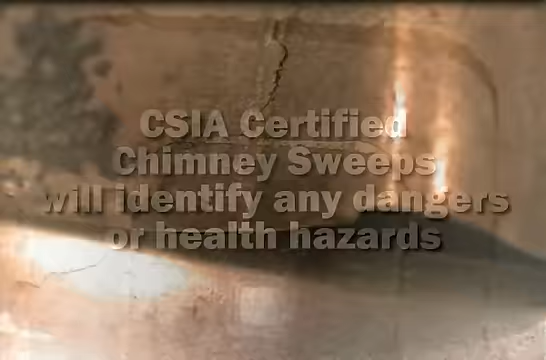 CSIA Certified
Chimney Sweeps
will identify any dangers
or health hazards